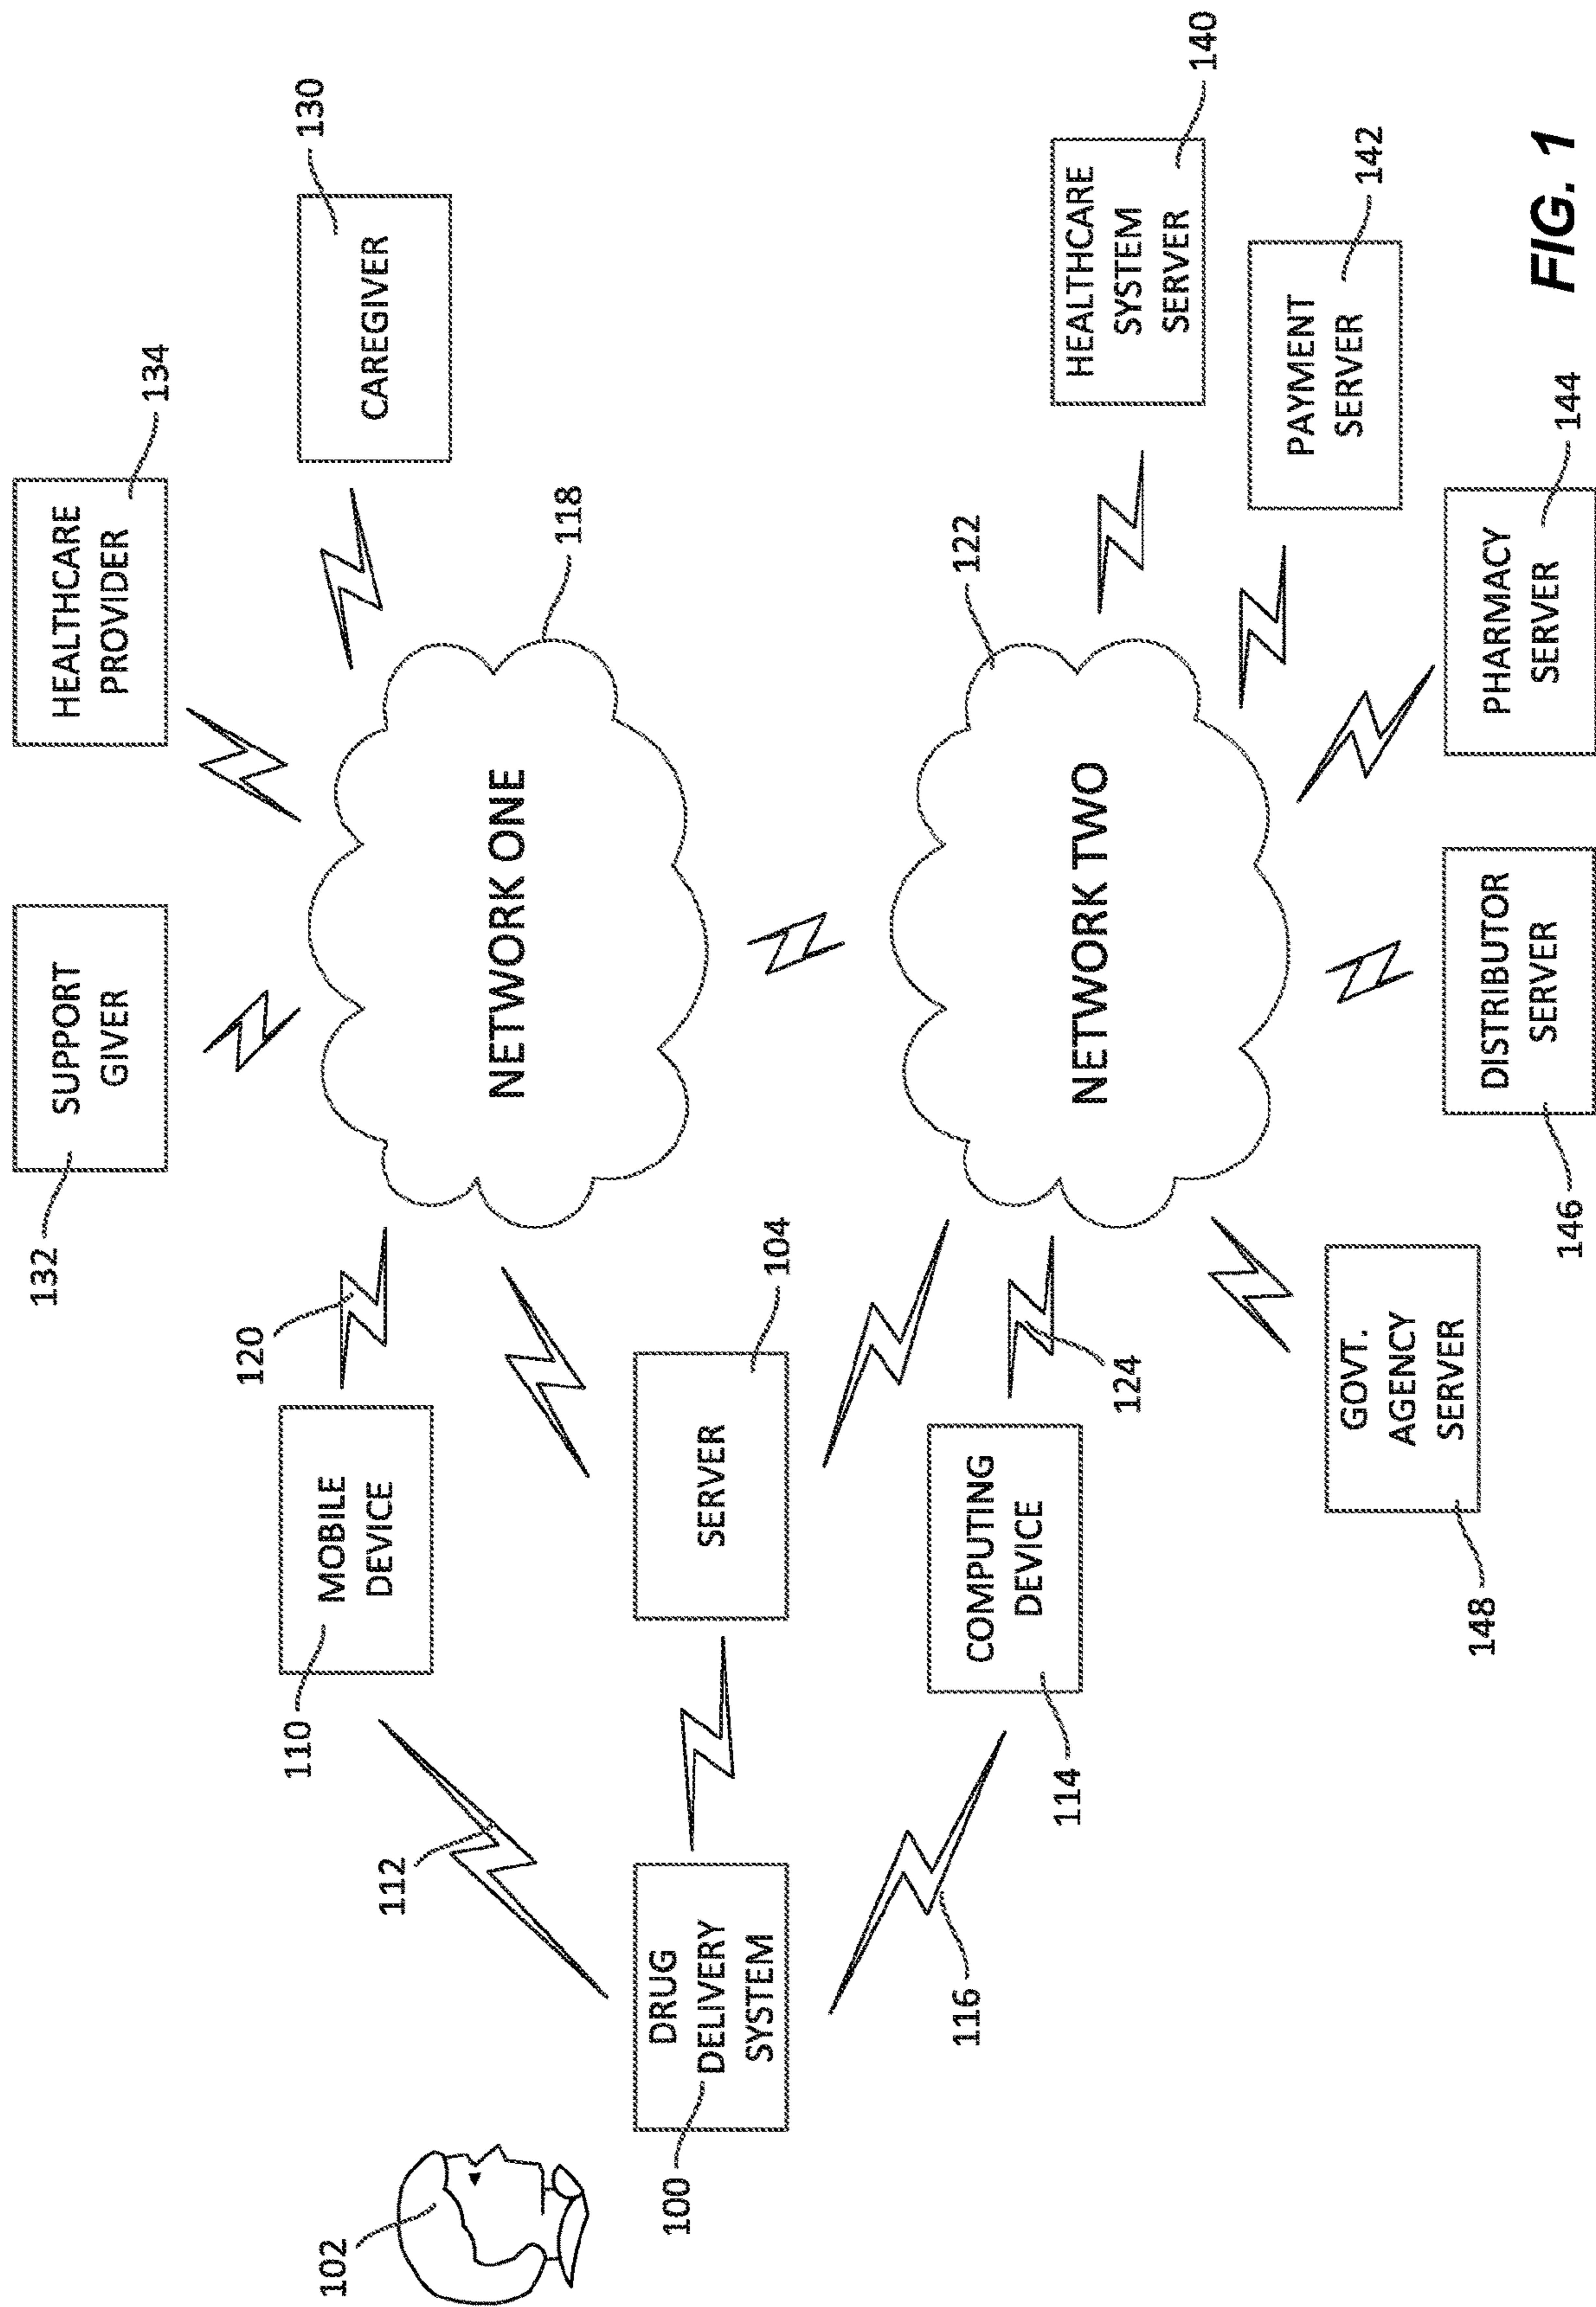 132
SUPPORT
GIVER
HEALTHCARE
PROVIDER
134
120
CAREGIVER
130
110
MOBILE
DEVICE
NETWORK ONE
118
102
112
104
100
DRUG
DELIVERY
SYSTEM
SERVER
122
116
114
COMPUTING
DEVICE
124
NETWORK TWO
HEALTHCARE
SYSTEM
SERVER
140
PAYMENT
SERVER
142
148
GOVT.
AGENCY
SERVER
146
DISTRIBUTOR
SERVER
PHARMACY
SERVER
144
FIG. 1